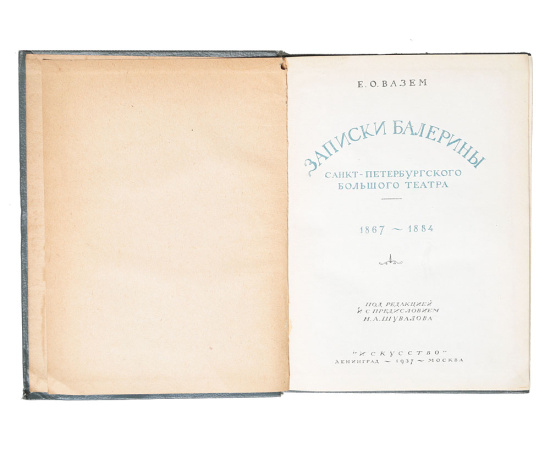 Е. О. ВАЗЕМ
ЗАПИСКИ БАЛЕРИНЫ
САНКТ-ПЕТЕРБУРГСКОГО
БОЛЬШОГО ТЕАТРА
1867 ~ 1884
ПОД РЕДАКЦИЕЙ
И С ПРЕДИСЛОВИЕМ
Н. А. ШУВАЛОВА
"ИСКУССТВО"
ЛЕНИНГРАД ~ 1937 ~ МОСКВА